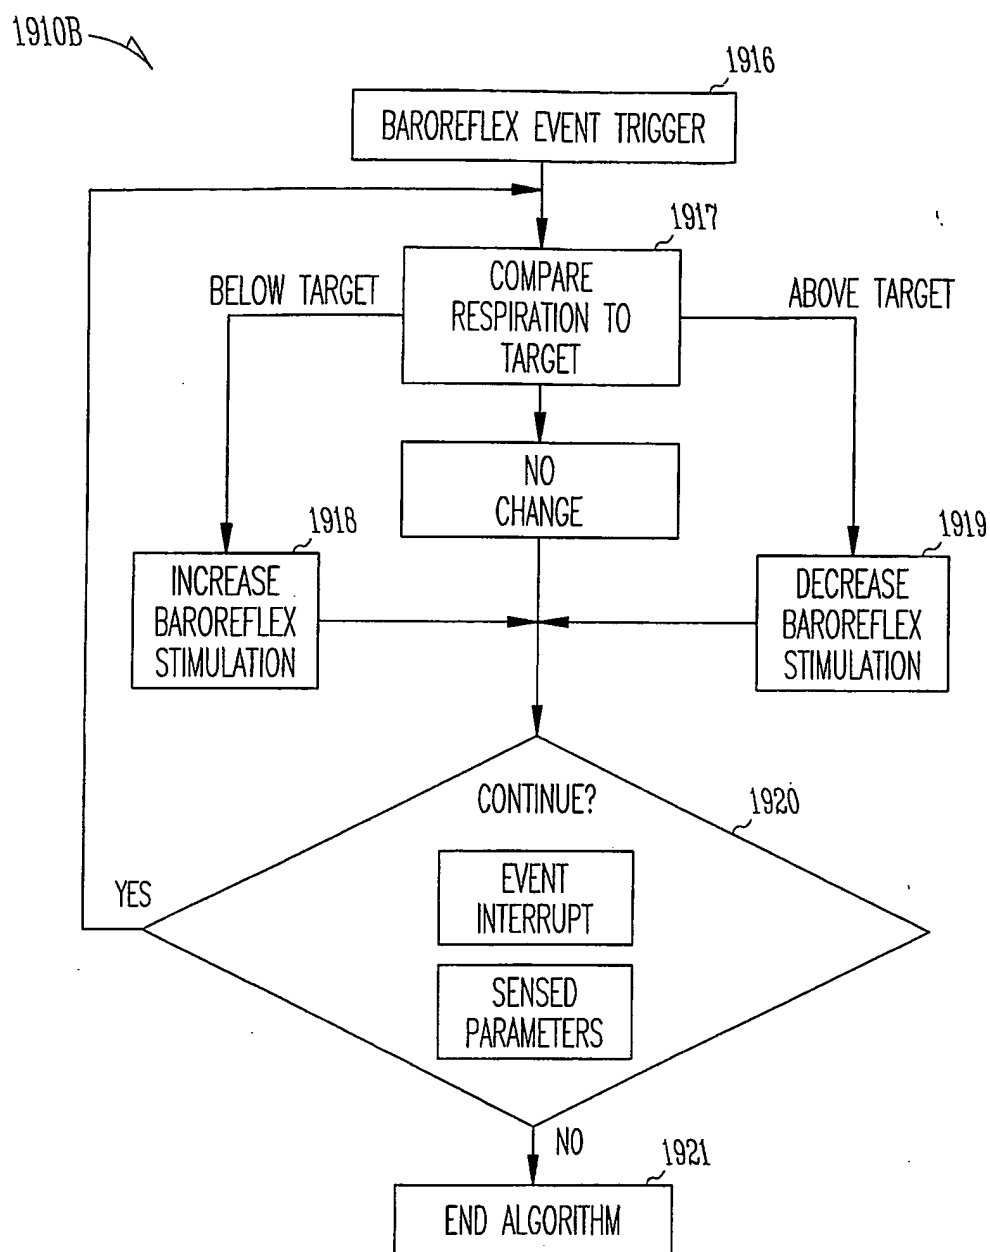 1910B
1916
BAROREFLEX EVENT TRIGGER
1917
COMPARE
RESPIRATION TO
TARGET
BELOW TARGET
ABOVE TARGET
NO
CHANGE
1918
INCREASE
BAROREFLEX
STIMULATION
1919
DECREASE
BAROREFLEX
STIMULATION
CONTINUE?
1920
EVENT
INTERRUPT
SENSED
PARAMETERS
YES
NO
1921
END ALGORITHM